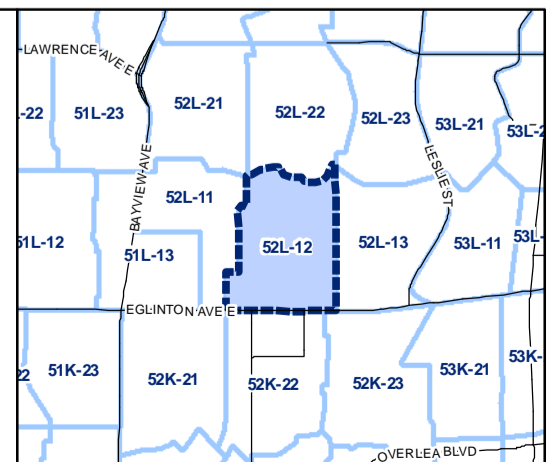 LAWRENCE AVE E
-22
51L-23
52L-21
52L-22
52L-23
53L-21
53L-2
BAYVIEW AVE
LESLIE ST
52L-11
51L-12
51L-13
52L-12
52L-13
53L-11
53L-
EGLINTON AVE E
22
51K-23
52K-21
52K-22
52K-23
53K-21
53K-
OVERLEA BLVD